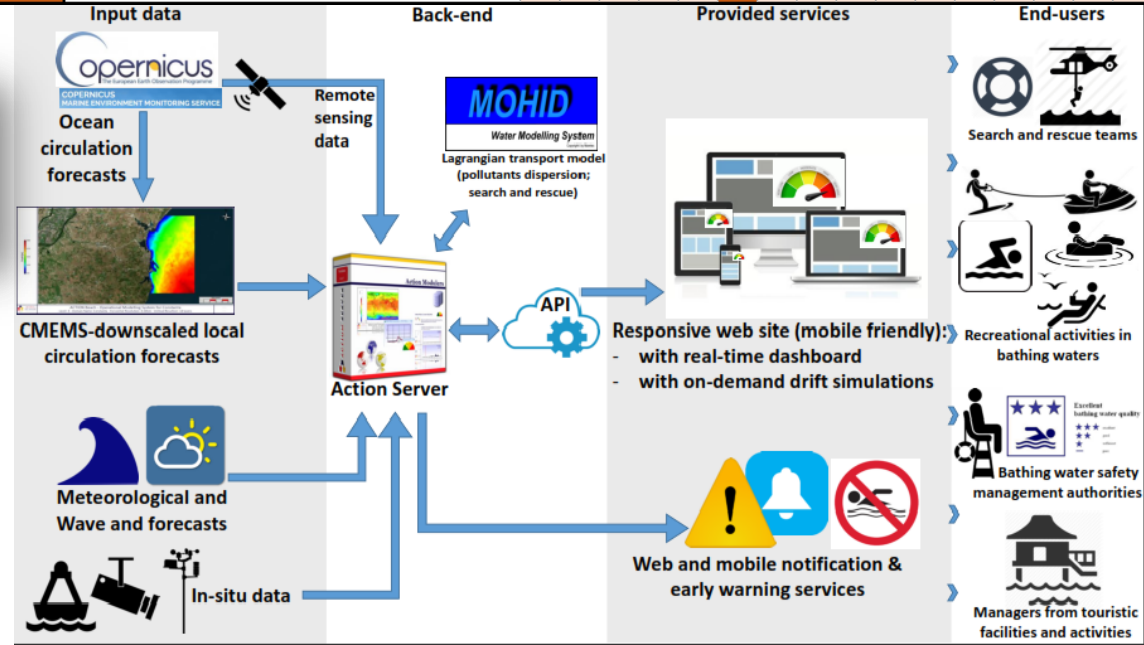 Input data
Back-end
Provided services
End-users
opernicus
The European Earth Observation Programme
COPERNICUS
MARINE ENVIRONMENT MONITORING SERVICE
Remote
sensing
data
Ocean
circulation
forecasts
CMEMS-downscaled local
circulation forecasts
MOHID
Water Modelling System
Lagrangian transport model
(pollutants dispersion;
search and rescue)
Action Modulers
Action Server
API
Meteorological and
Wave and forecasts
In-situ data
Responsive web site (mobile friendly):
- with real-time dashboard
- with on-demand drift simulations
Web and mobile notification &
early warning services
Search and rescue teams
Recreational activities in
bathing waters
Excellent
bathing water quality
Bathing water safety
management authorities
Managers from touristic
facilities and activities